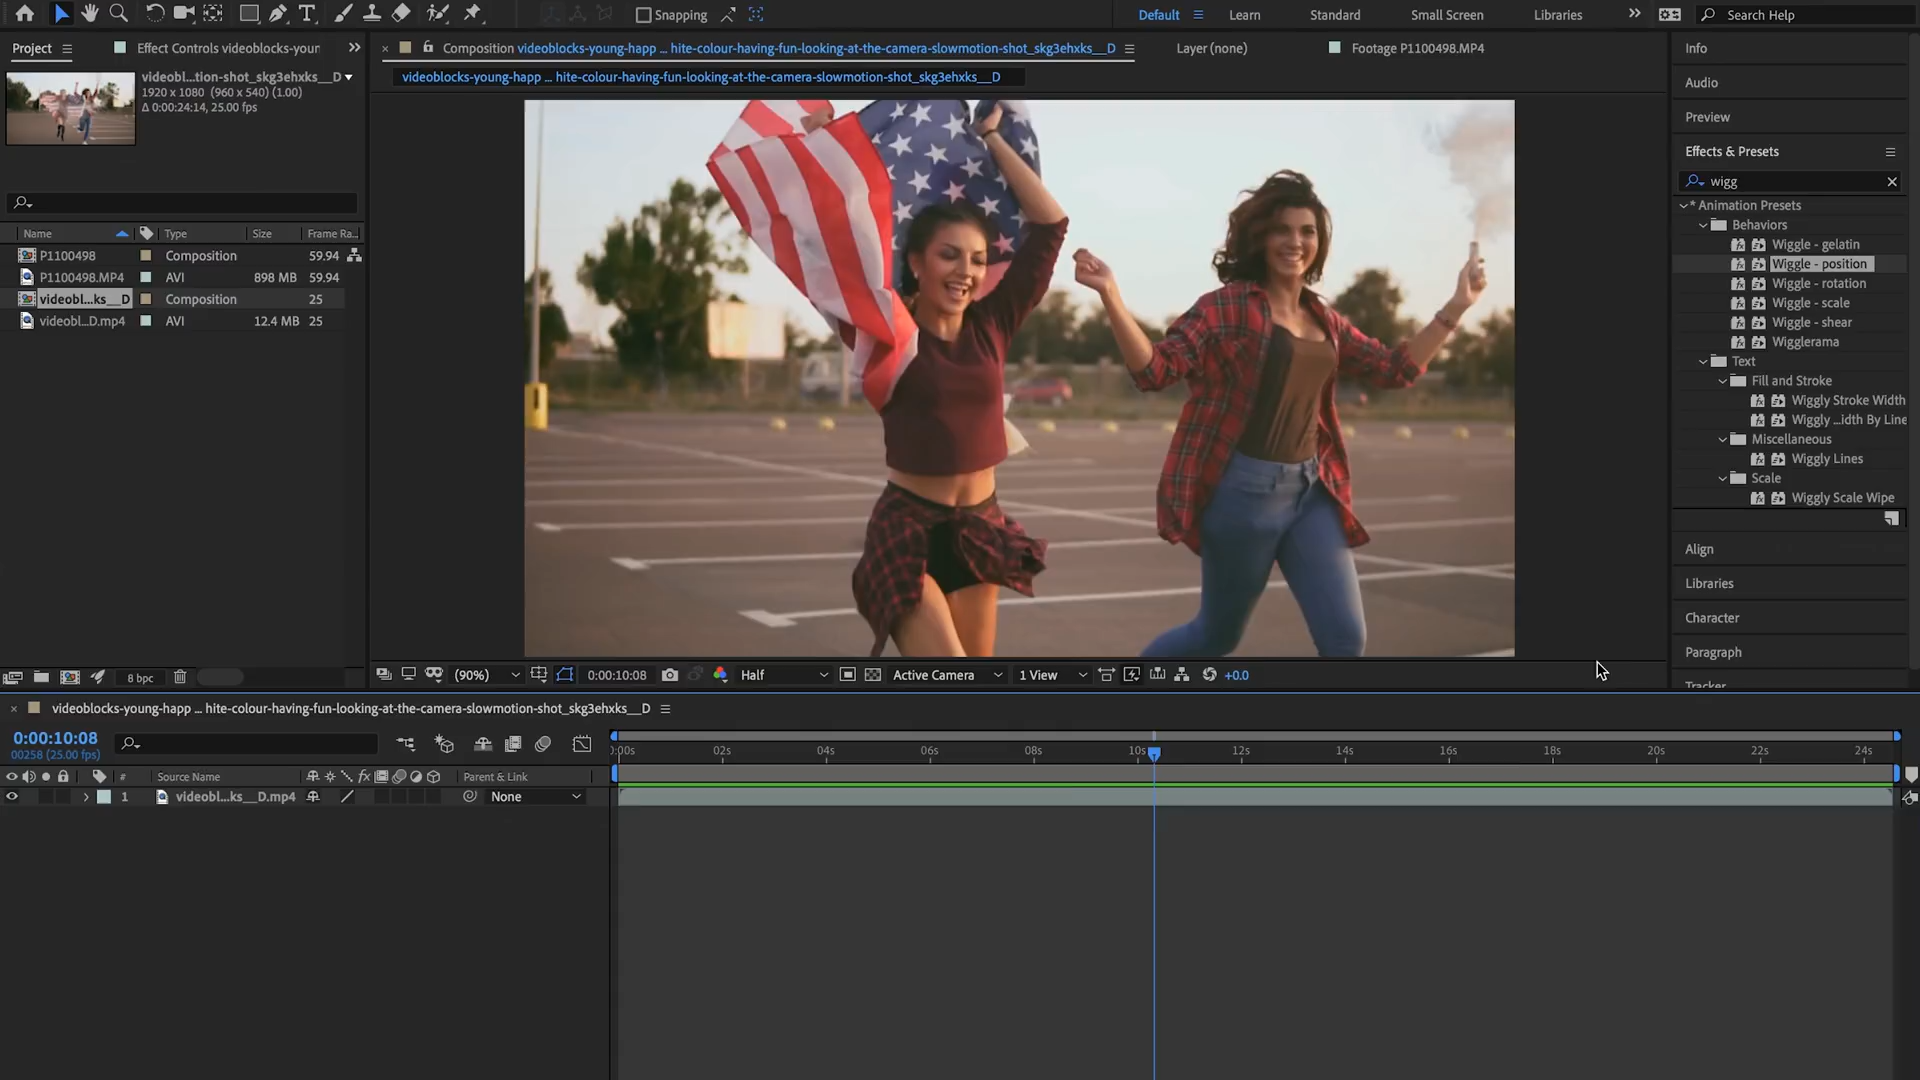 Snapping
Default
Learn
Standard
Small Screen
Libraries
Search Help
Project
Effect Controls videoblocks-your
Composition videoblocks-young-happ ... hite-colour-having-fun-looking-at-the-camera-slowmotion-shot_skg3ehxks__D
Layer (none)
Footage P1100498.MP4
videoblocks-young-happ ... hite-colour-having-fun-looking-at-the-camera-slowmotion-shot_skg3ehxks__D
videobl...tion-shot_skg3ehxks__D
1920 x 1080 (960 x 540) (1.00)
Δ 0:00:24:14, 25.00 fps
Name Type Size Frame Ra...
P1100498 Composition 59.94
P1100498.MP4 AVI 898 MB 59.94
videobl...ks__D Composition 25
videobl...D.mp4 AVI 12.4 MB 25
8 bpc
(90%)
0:00:10:08
Half
Active Camera
1 View
+0.0
Info
Audio
Preview
Effects & Presets
wigg
* Animation Presets
Behaviors
Wiggle - gelatin
Wiggle - position
Wiggle - rotation
Wiggle - scale
Wiggle - shear
Wigglerama
Text
Fill and Stroke
Wiggly Stroke Width
Wiggly ...idth By Line
Miscellaneous
Wiggly Lines
Scale
Wiggly Scale Wipe
Align
Libraries
Character
Paragraph
Tracker
videoblocks-young-happ ... hite-colour-having-fun-looking-at-the-camera-slowmotion-shot_skg3ehxks__D
0:00:10:08
00258 (25.00 fps)
# Source Name fx Parent & Link
1 videobl...ks__D.mp4 None
):00s 02s 04s 06s 08s 10s 12s 14s 16s 18s 20s 22s 24s